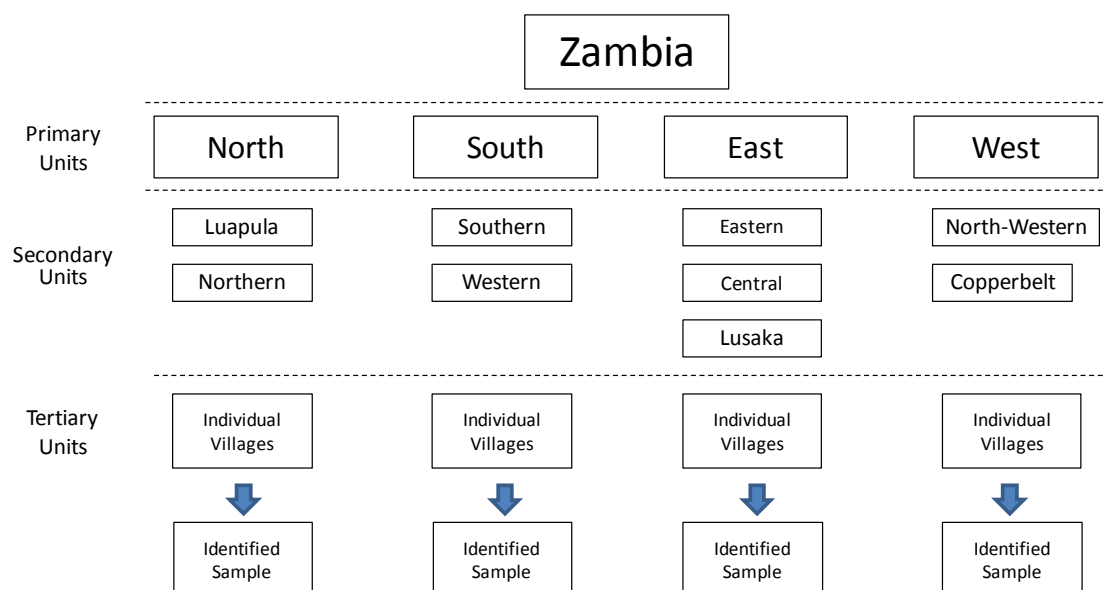 Zambia
Primary
Units
North
South
East
West
Secondary
Units
Luapula
Southern
Eastern
North-Western
Northern
Western
Central
Copperbelt
Lusaka
Tertiary
Units
Individual
Villages
Individual
Villages
Individual
Villages
Individual
Villages
Identified
Sample
Identified
Sample
Identified
Sample
Identified
Sample